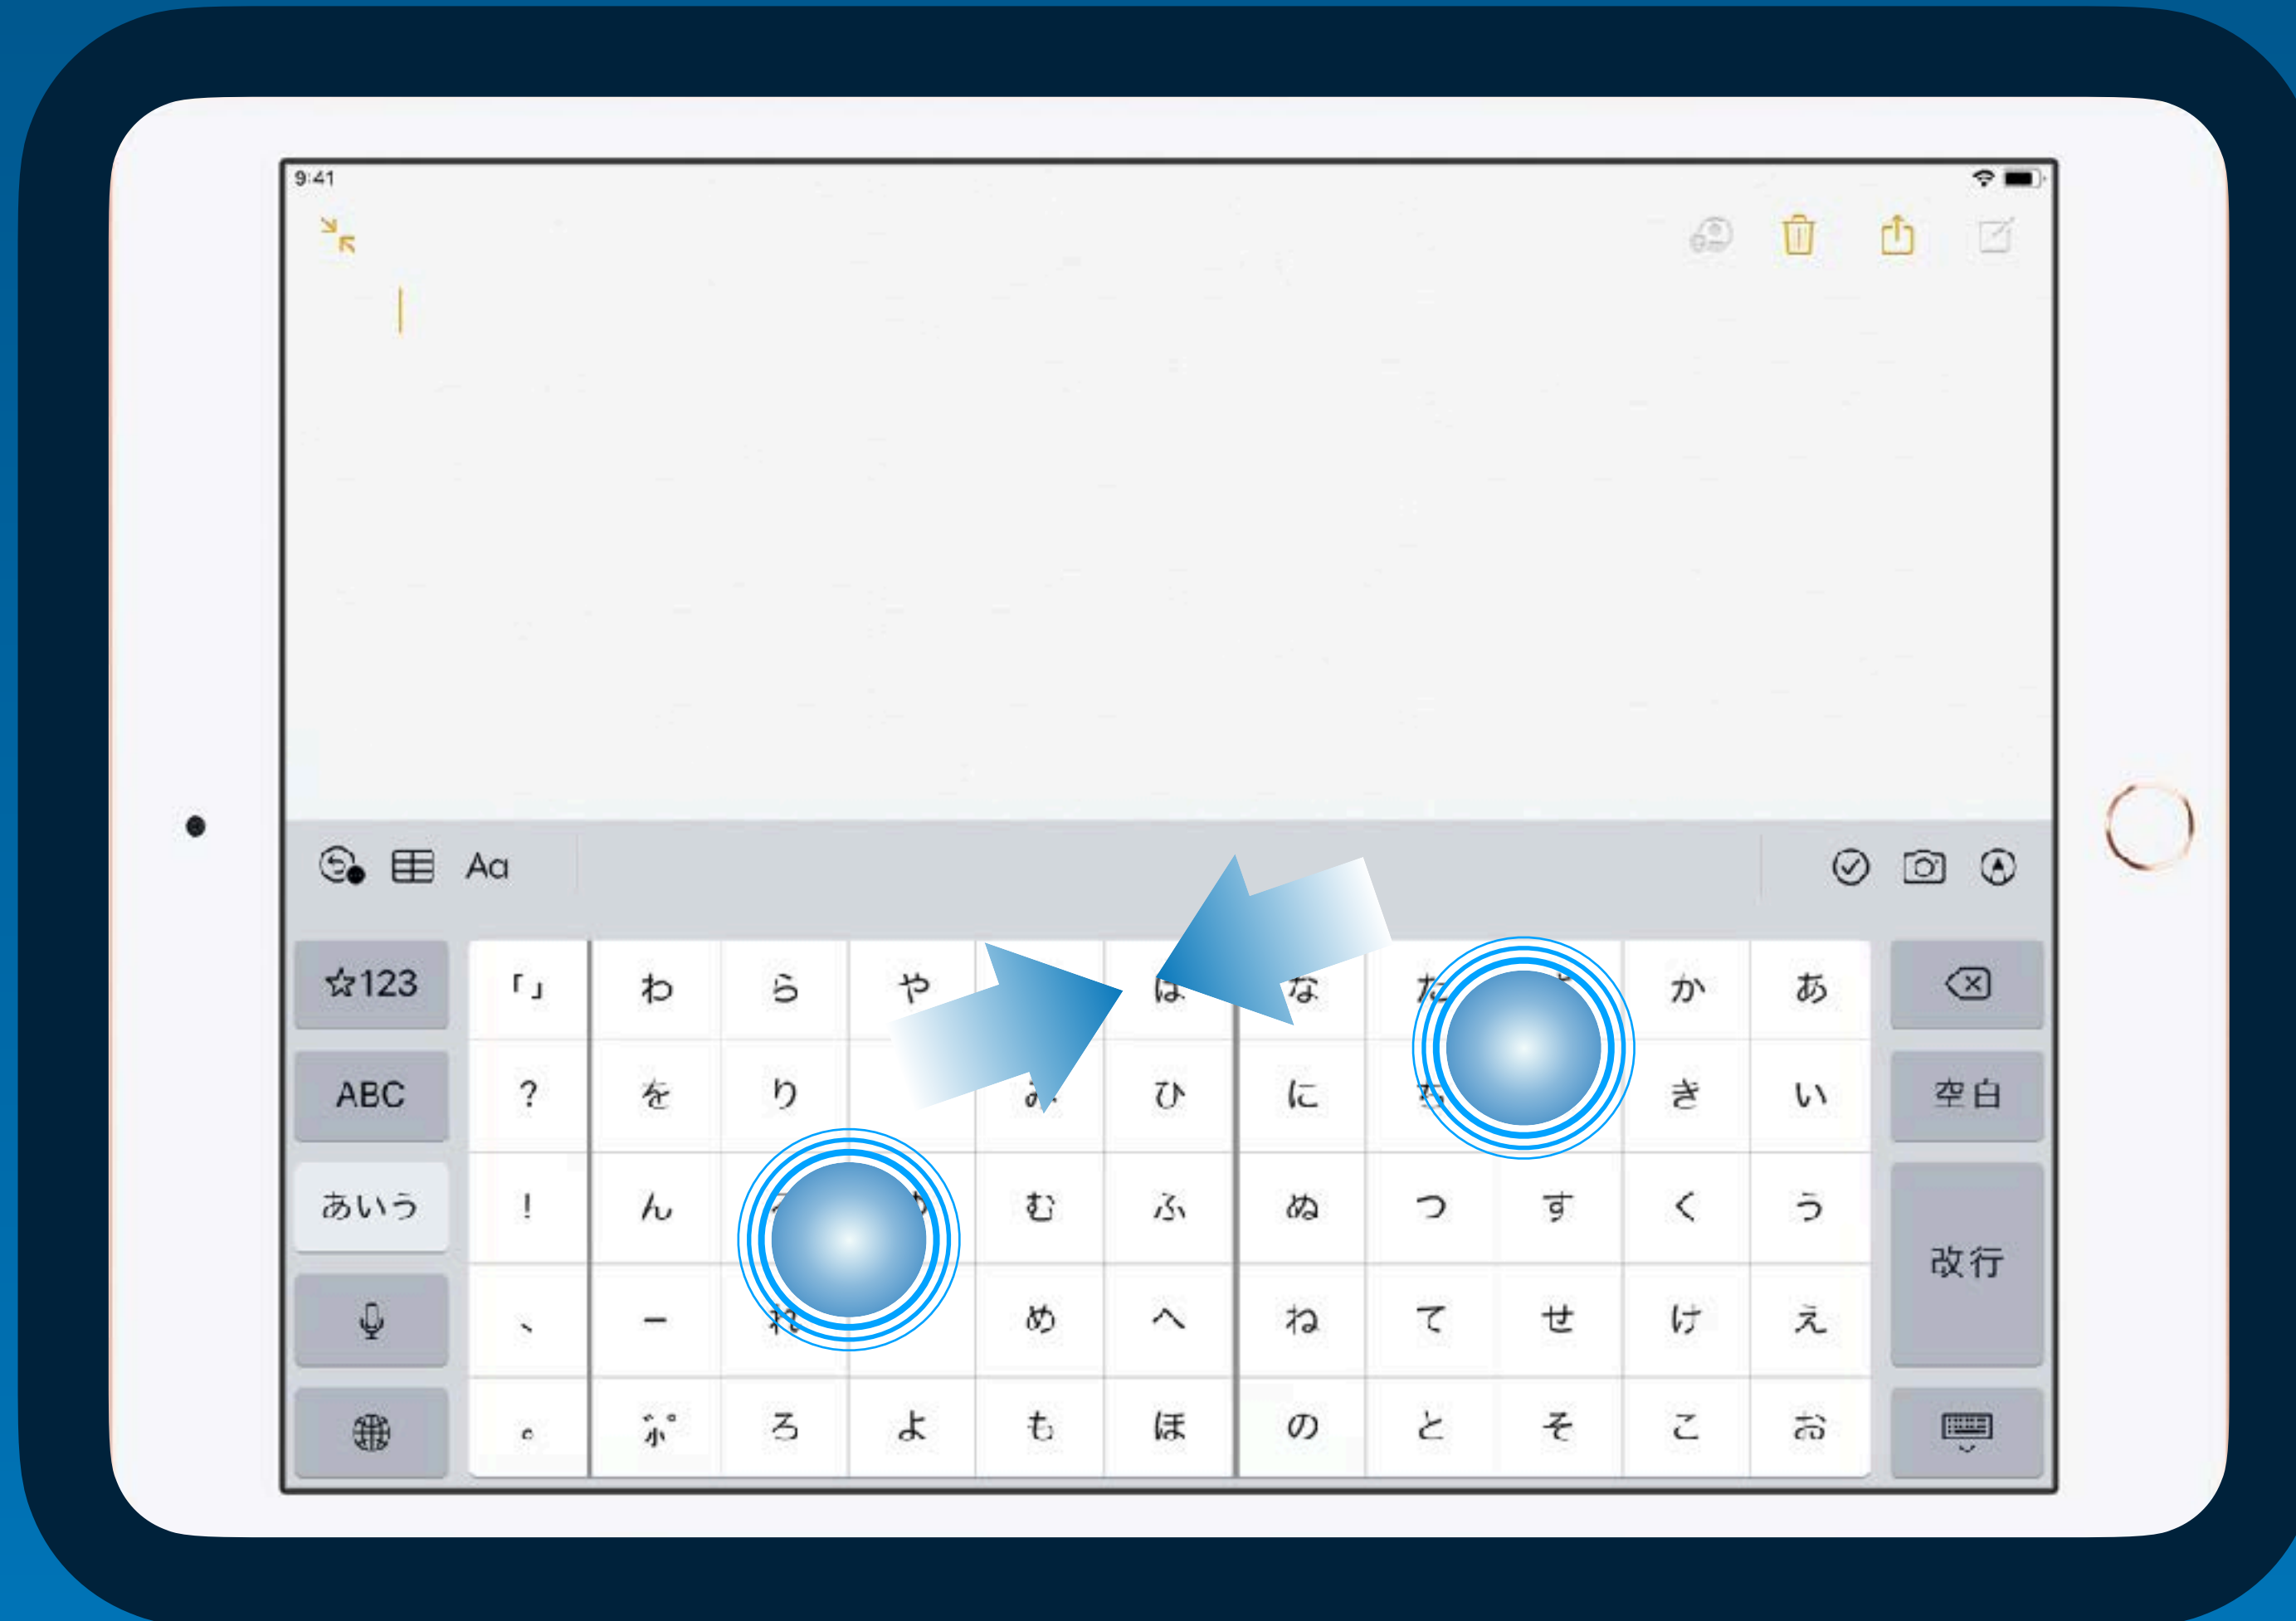 9:41
Aa
☆123 「」 わ ら や は な た か あ
ABC ? を り ひ に き い 空白
あいう ! ん む ふ ぬ つ す く う
改行
、 ー れ め へ ね て せ け え
。 ろ よ も ほ の と そ こ お